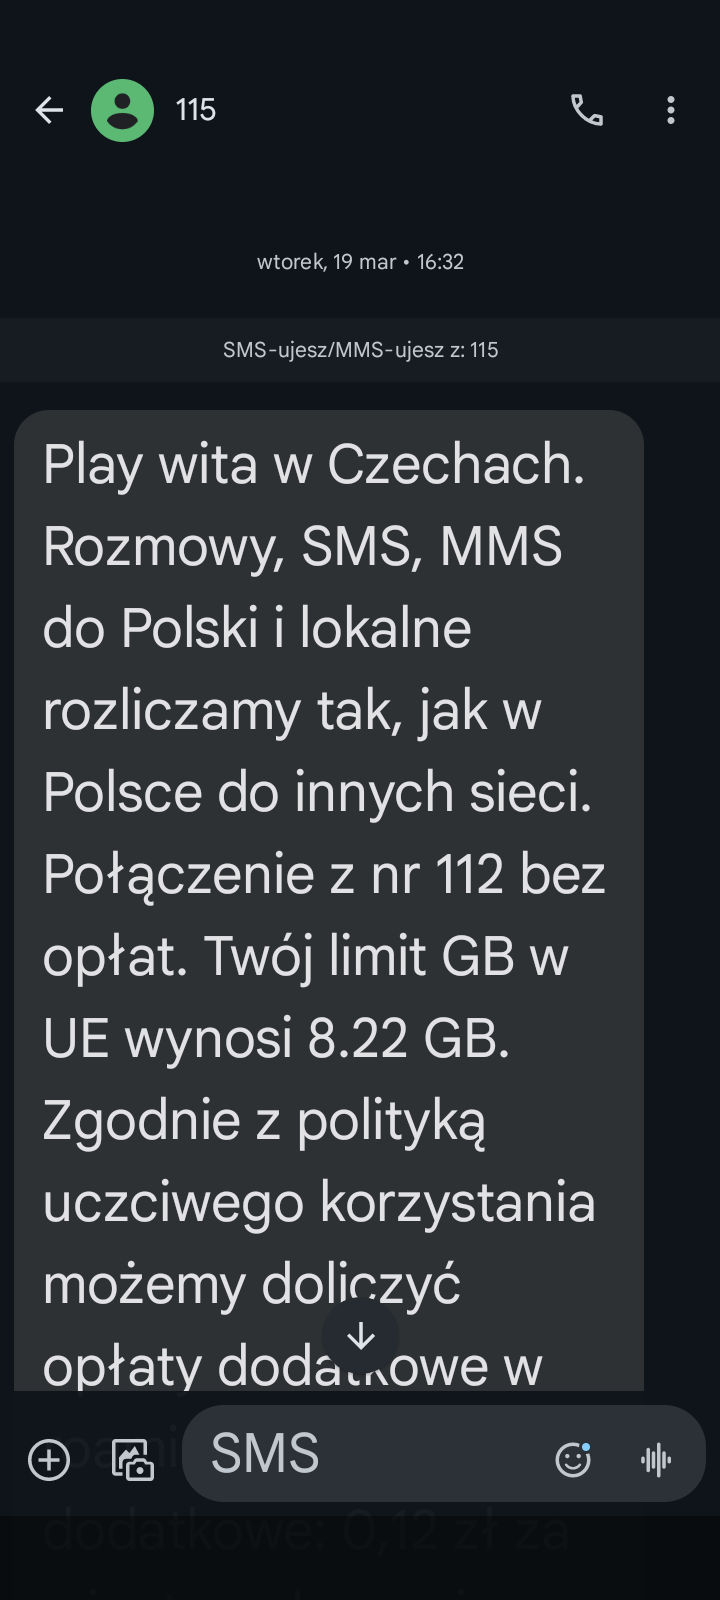 115
wtorek, 19 mar • 16:32
SMS-ujesz/MMS-ujesz z: 115
Play wita w Czechach.
Rozmowy, SMS, MMS
do Polski i lokalne
rozliczamy tak, jak w
Polsce do innych sieci.
Połączenie z nr 112 bez
opłat. Twój limit GB w
UE wynosi 8.22 GB.
Zgodnie z polityką
uczciwego korzystania
możemy doliczyć
opłaty dodatkowe w
SMS
dodatkowe: 0,12 zł za